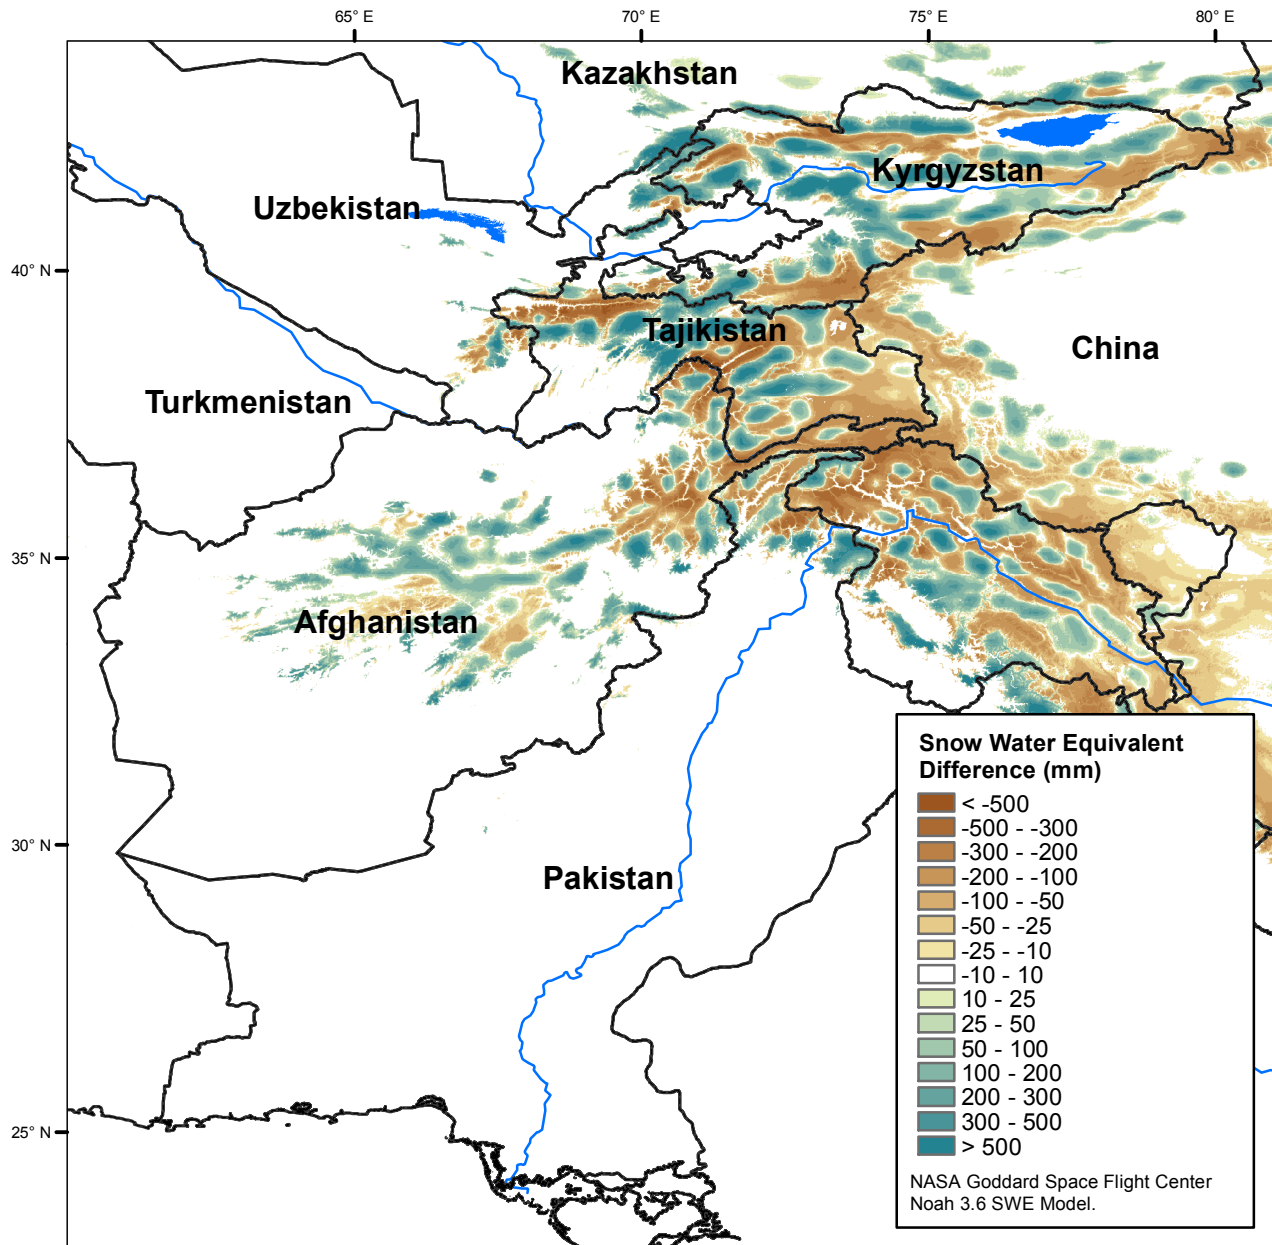 65° E
70° E
75° E
80° E
Kazakhstan
Kyrgyzstan
Uzbekistan
40° N
Tajikistan
China
Turkmenistan
35° N
Afghanistan
Snow Water Equivalent
Difference (mm)
< -500
-500 - -300
-300 - -200
-200 - -100
-100 - -50
-50 - -25
-25 - -10
-10 - 10
10 - 25
25 - 50
50 - 100
100 - 200
200 - 300
300 - 500
> 500
30° N
Pakistan
25° N
NASA Goddard Space Flight Center
Noah 3.6 SWE Model.